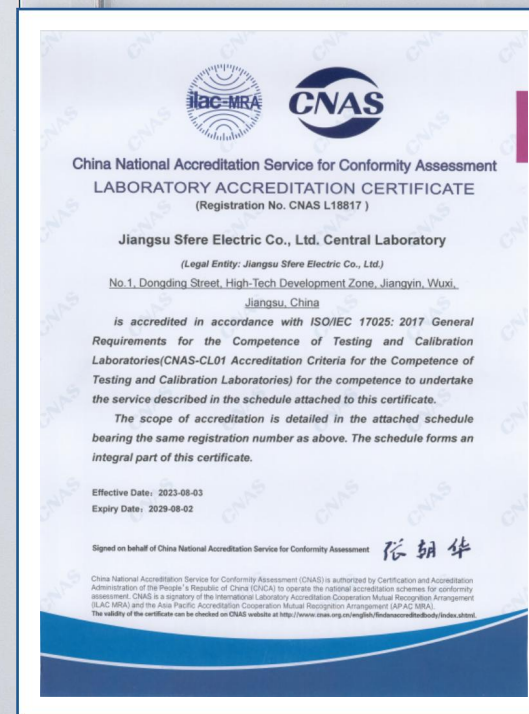 ilac-MRA
CNAS
China National Accreditation Service for Conformity Assessment
LABORATORY ACCREDITATION CERTIFICATE
(Registration No. CNAS L18817 )
Jiangsu Sfere Electric Co., Ltd. Central Laboratory
(Legal Entity: Jiangsu Sfere Electric Co., Ltd.)
No.1, Dongding Street, High-Tech Development Zone, Jiangyin, Wuxi,
Jiangsu, China
is accredited in accordance with ISO/IEC 17025: 2017 General
Requirements for the Competence of Testing and Calibration
Laboratories(CNAS-CL01 Accreditation Criteria for the Competence of
Testing and Calibration Laboratories) for the competence to undertake
the service described in the schedule attached to this certificate.
The scope of accreditation is detailed in the attached schedule
bearing the same registration number as above. The schedule forms an
integral part of this certificate.
Effective Date: 2023-08-03
Expiry Date: 2029-08-02
Signed on behalf of China National Accreditation Service for Conformity Assessment 张朝华
China National Accreditation Service for Conformity Assessment (CNAS) is authorized by Certification and Accreditation
Administration of the People's Republic of China (CNCA) to operate the national accreditation schemes for conformity
assessment. CNAS is a signatory of the International Laboratory Accreditation Cooperation Mutual Recognition Arrangement
(ILAC MRA) and the Asia Pacific Accreditation Cooperation Mutual Recognition Arrangement (APAC MRA).
The validity of the certificate can be checked on CNAS website at http://www.cnas.org.cn/english/findanaccreditedbody/index.shtml.